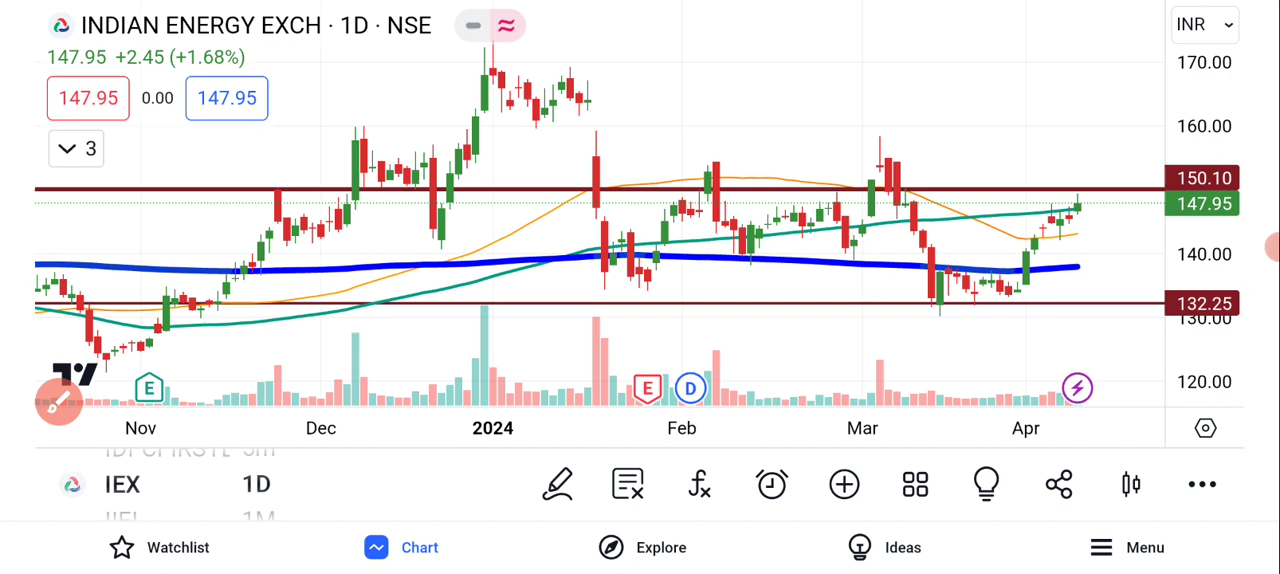 INDIAN ENERGY EXCH · 1D · NSE
INR
147.95 +2.45 (+1.68%)
147.95 0.00 147.95
3
170.00
160.00
150.10
147.95
140.00
132.25
130.00
120.00
E E D
Nov Dec 2024 Feb Mar Apr
IEX 1D
Watchlist Chart Explore Ideas Menu